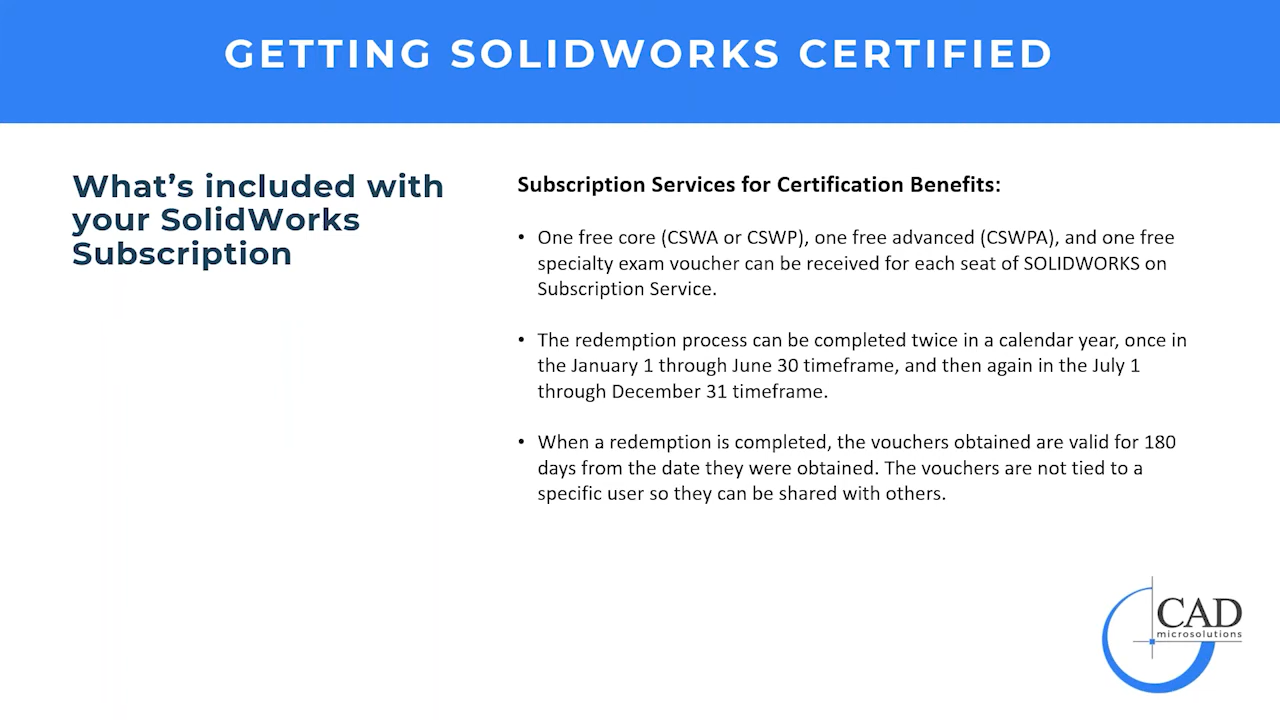 GETTING SOLIDWORKS CERTIFIED
What’s included with
your SolidWorks
Subscription
Subscription Services for Certification Benefits:
• One free core (CSWA or CSWP), one free advanced (CSWPA), and one free
specialty exam voucher can be received for each seat of SOLIDWORKS on
Subscription Service.
• The redemption process can be completed twice in a calendar year, once in
the January 1 through June 30 timeframe, and then again in the July 1
through December 31 timeframe.
• When a redemption is completed, the vouchers obtained are valid for 180
days from the date they were obtained. The vouchers are not tied to a
specific user so they can be shared with others.
CAD
microsolutions